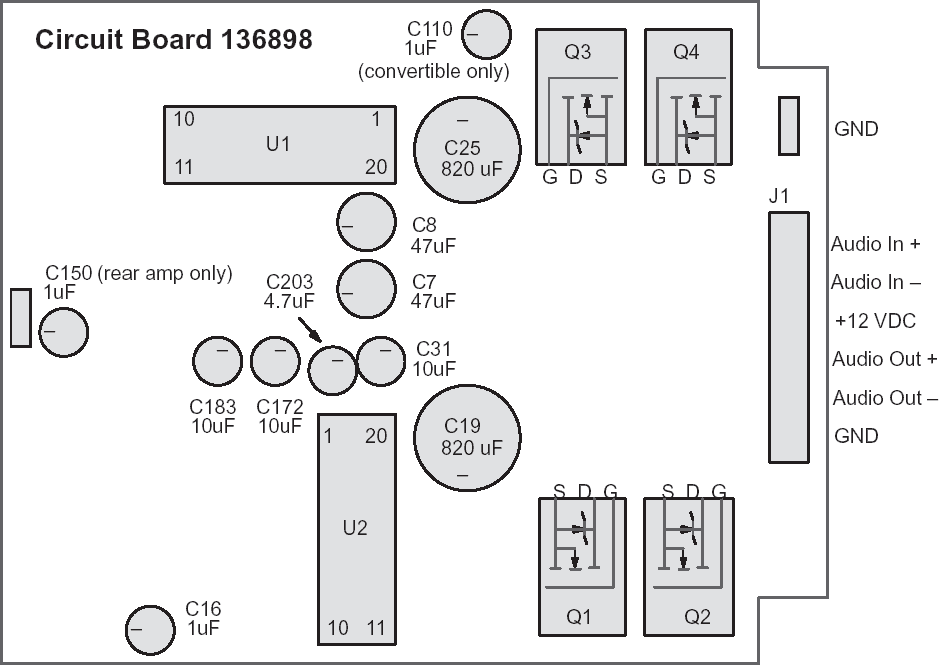 Circuit Board 136898
C110
1uF
(convertible only)
Q3
Q4
10
1
U1
11
20
–
C25
820 uF
G D S
G D S
GND
J1
–
C8
47uF
Audio In +
Audio In –
+12 VDC
Audio Out +
Audio Out –
GND
C150 (rear amp only)
1uF
–
C203
4.7uF
–
C7
47uF
–
–
–
–
C31
10uF
C183
10uF
C172
10uF
C19
820 uF
–
1
20
U2
10
11
S D G
S D G
Q1
Q2
–
C16
1uF